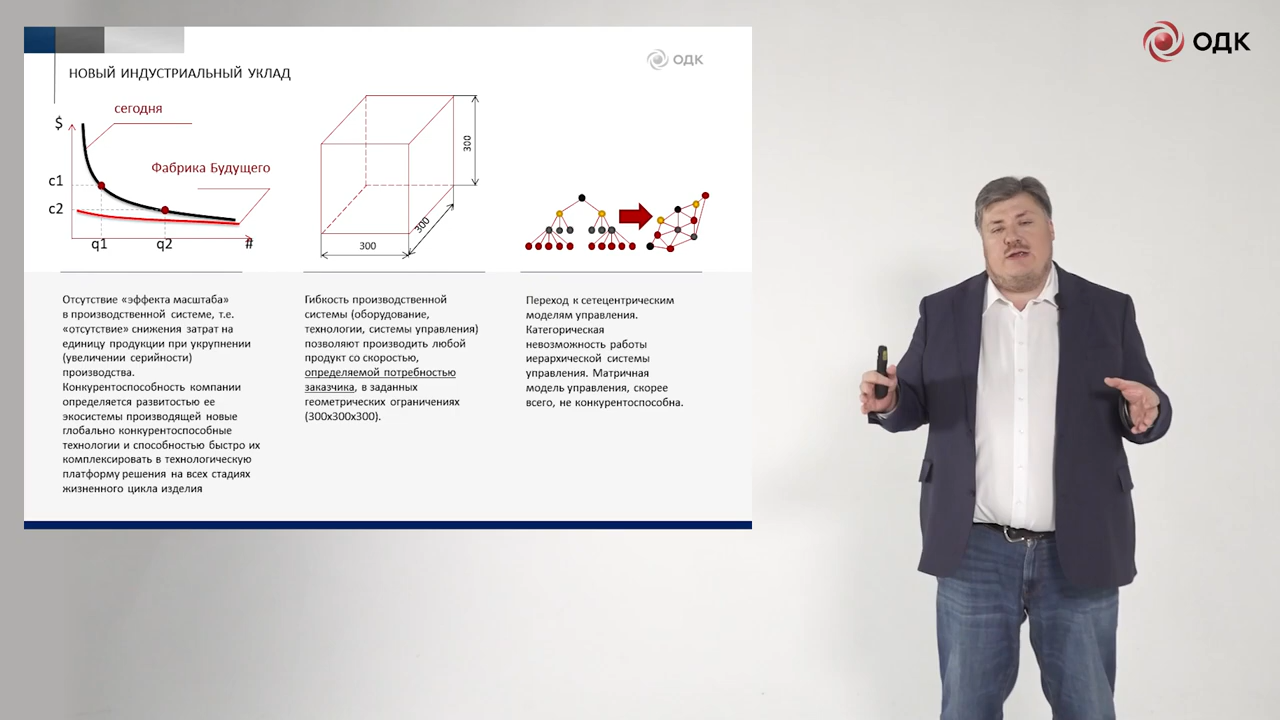 ОДК
ОДК
НОВЫЙ ИНДУСТРИАЛЬНЫЙ УКЛАД
сегодня
$
Фабрика Будущего
c1
c2
q1
q2
#
300
300
300
Отсутствие «эффекта масштаба»
в производственной системе, т.е.
«отсутствие» снижения затрат на
единицу продукции при укрупнении
(увеличении серийности)
производства.
Конкурентоспособность компании
определяется развитостью ее
экосистемы производящей новые
глобально конкурентоспособные
технологии и способностью быстро их
комплексировать в технологическую
платформу решения на всех стадиях
жизненного цикла изделия
Гибкость производственной
системы (оборудование,
технологии, системы управления)
позволяют производить любой
продукт со скоростью,
определяемой потребностью
заказчика, в заданных
геометрических ограничениях
(300х300х300).
Переход к сетецентрическим
моделям управления.
Категорическая
невозможность работы
иерархической системы
управления. Матричная
модель управления, скорее
всего, не конкурентоспособна.